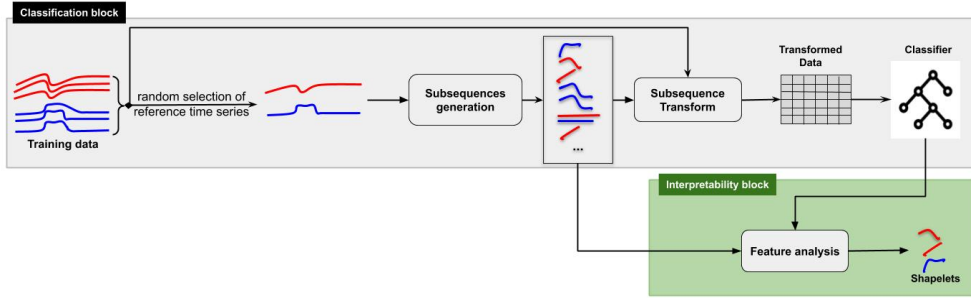 Classification block
Training data
random selection of
reference time series
Subsequences
generation
...
Subsequence
Transform
Transformed
Data
Classifier
Interpretability block
Feature analysis
Shapelets